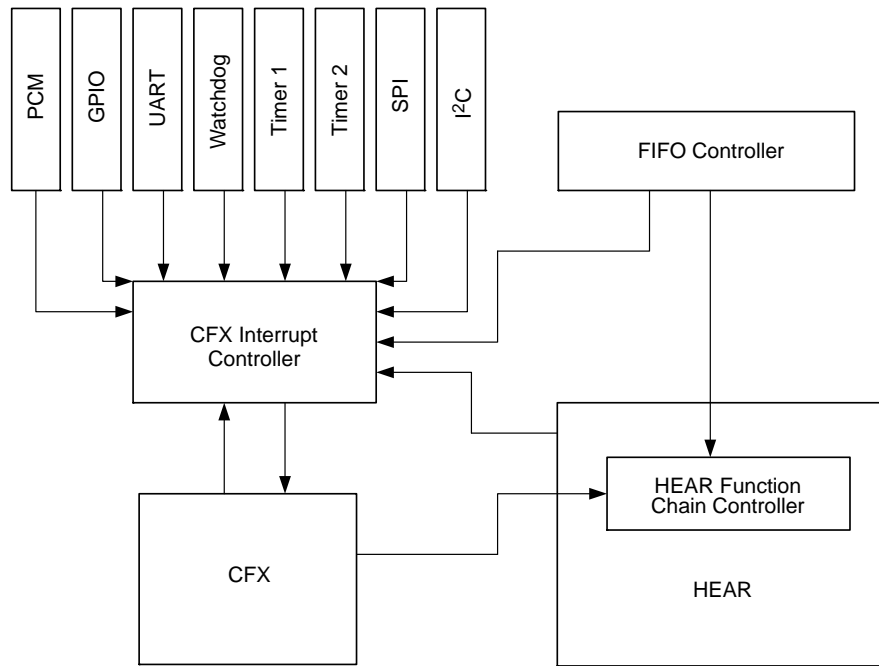 PCM
GPIO
UART
Watchdog
Timer 1
Timer 2
SPI
I²C
FIFO Controller
CFX Interrupt
Controller
HEAR Function
Chain Controller
CFX
HEAR